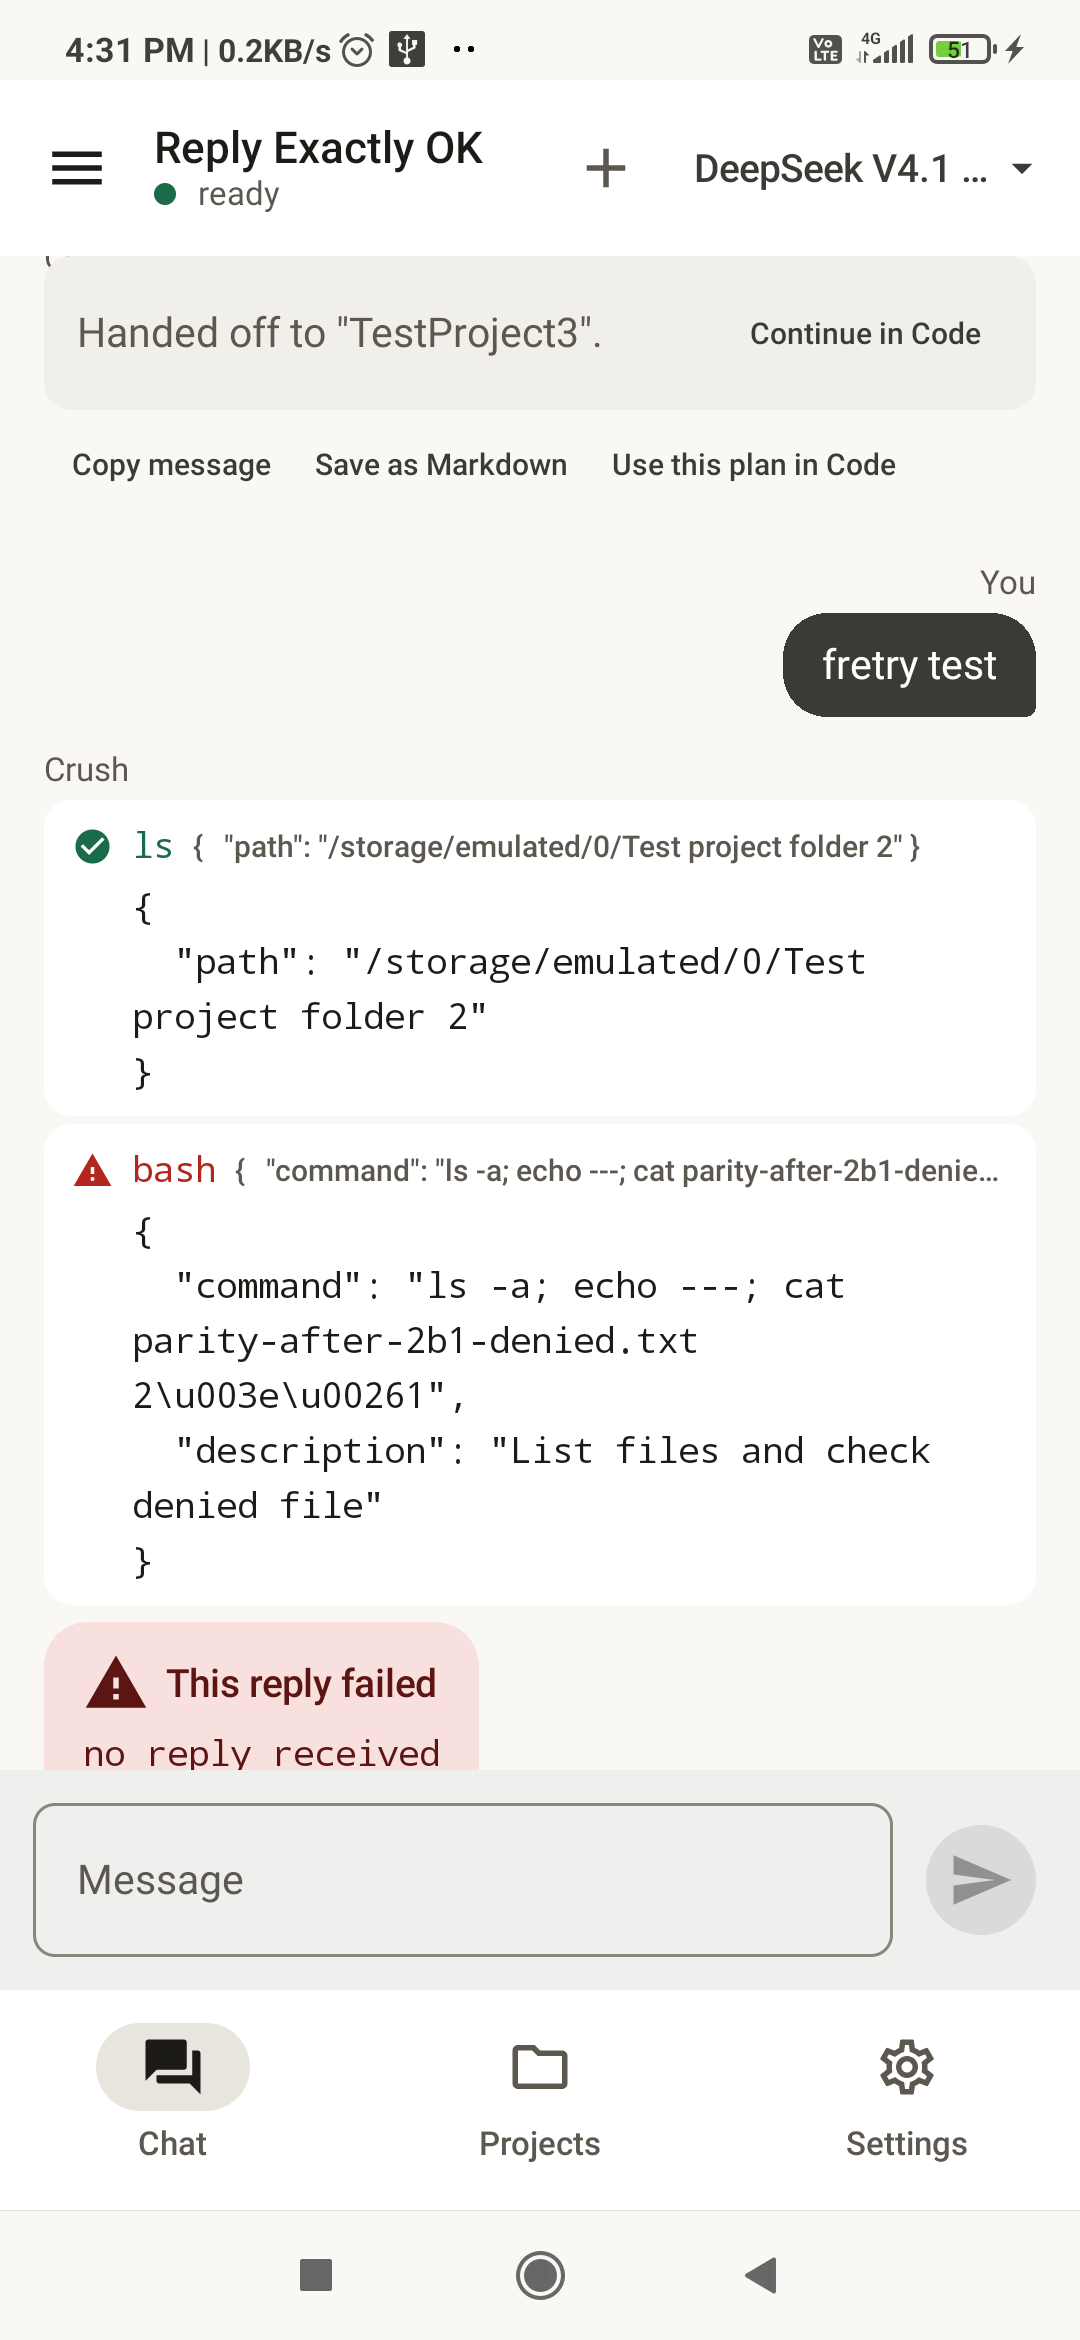 4:31 PM | 0.2KB/s
Vo LTE 4G 51
Reply Exactly OK
ready
DeepSeek V4.1 ...
Handed off to "TestProject3".
Continue in Code
Copy message Save as Markdown Use this plan in Code
You
fretry test
Crush
ls { "path": "/storage/emulated/0/Test project folder 2" }
{
"path": "/storage/emulated/0/Test
project folder 2"
}
bash { "command": "ls -a; echo ---; cat parity-after-2b1-denie...
{
"command": "ls -a; echo ---; cat
parity-after-2b1-denied.txt
2\u003e\u00261",
"description": "List files and check
denied file"
}
This reply failed
no reply received
Message
Chat Projects Settings